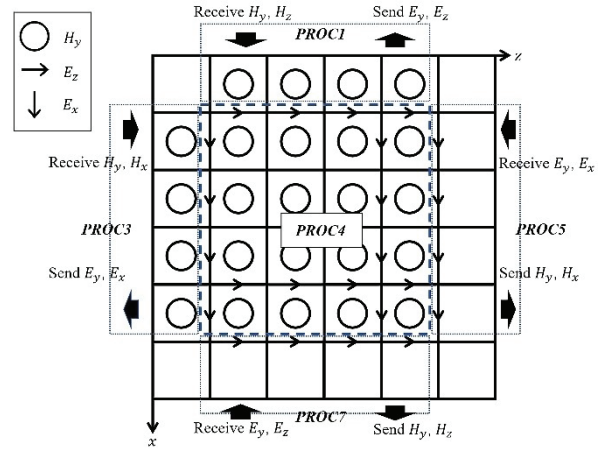 Receive H_y, H_z
Send E_y, E_z
PROC1
H_y
E_z
E_x
z
Receive H_y, H_x
Receive E_y, E_x
PROC3
PROC4
PROC5
Send E_y, E_x
Send H_y, H_x
PROC7
x
Receive E_y, E_z
Send H_y, H_z